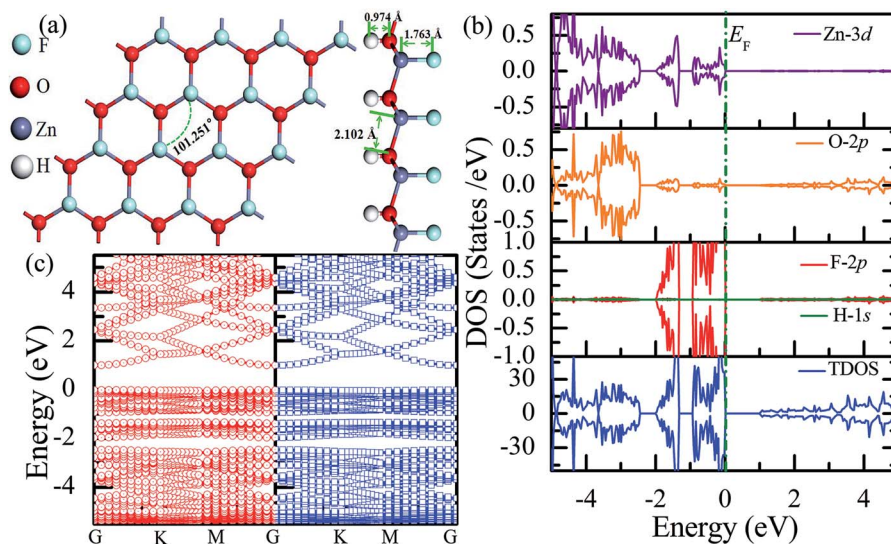 (a)
F
O
Zn
H
101.251°
0.974 Å
1.763 Å
2.102 Å
(b)
E_F
Zn-3d
0.5
0.0
-0.5
O-2p
0.5
0.0
-0.5
1.0
F-2p
0.5
0.0
H-1s
-0.5
-1.0
TDOS
30
0
-30
DOS (States /eV)
-4 -2 0 2 4
Energy (eV)
(c)
4
2
0
-2
-4
Energy (eV)
G K M G K M G